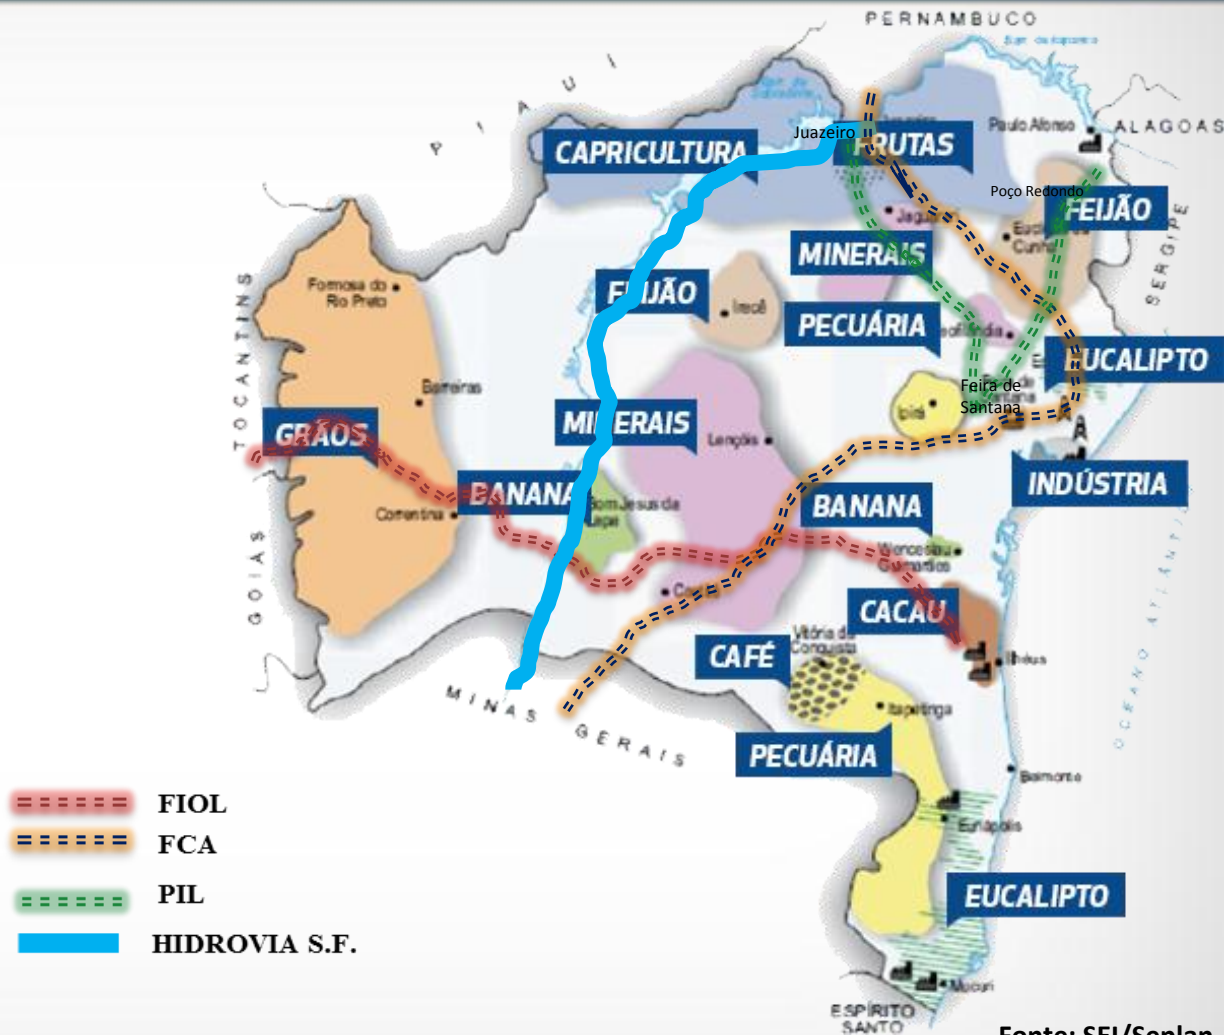 PERNAMBUCO
PIAUI
Juazeiro
Paulo Afonso
ALAGOAS
CAPRICULTURA
FRUTAS
Poço Redondo
FEIJÃO
SERGIPE
MINERAIS
TOCANTINS
Formosa do
Rio Preto
FEIJÃO
Irecê
PECUÁRIA
EUCALIPTO
Barreiras
Ipirá
Feira de
Santana
GRÃOS
MINERAIS
Lençóis
INDÚSTRIA
BANANA
Bom Jesus da
Lapa
BANANA
Correntina
GOIÁS
Wenceslau
Guimarães
OCEANO ATLÂNTICO
CACAU
Ilhéus
CAFÉ
Vitória da
Conquista
MINAS GERAIS
Itapetinga
PECUÁRIA
Belmonte
Eunápolis
EUCALIPTO
Mucuri
ESPÍRITO
SANTO
FIOL
FCA
PIL
HIDROVIA S.F.